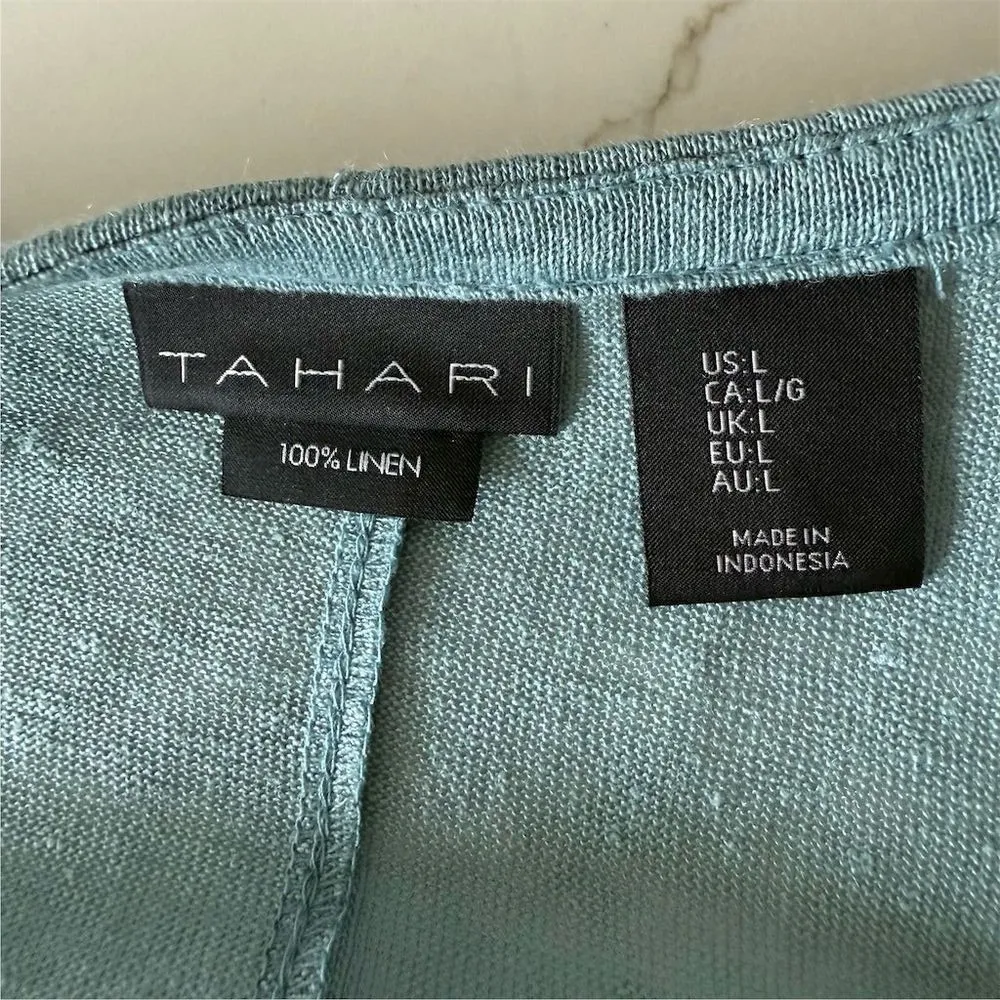 TAHARI
100% LINEN
US:L
CA:L/G
UK:L
EU:L
AU:L
MADE IN
INDONESIA